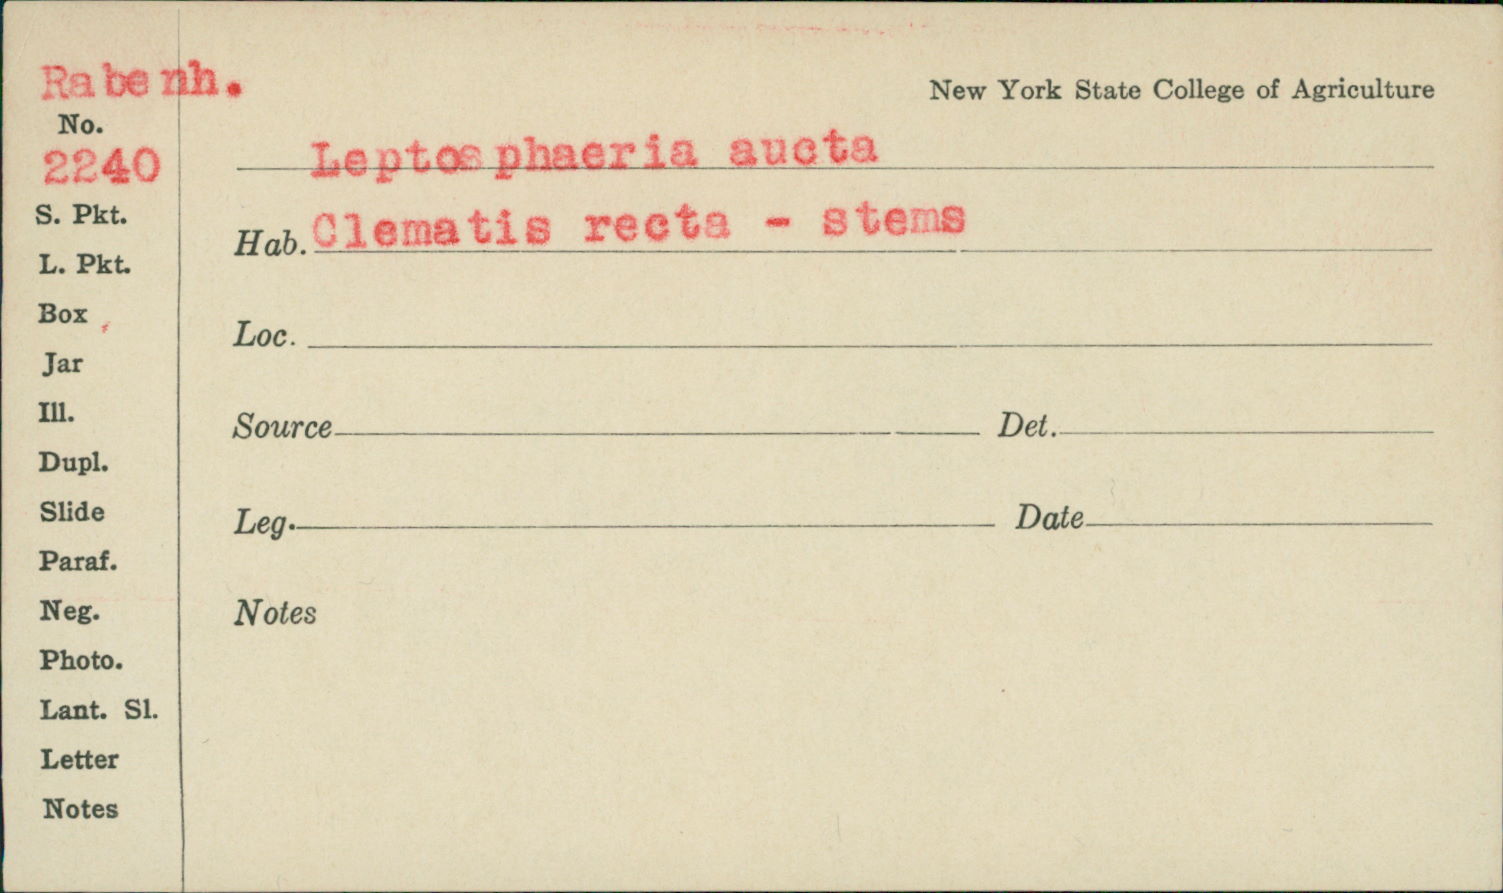 Rabenh.
New York State College of Agriculture
No.
2240
Leptosphaeria aucta
S. Pkt.
Hab. Clematis recta - stems
L. Pkt.
Box
Loc.
Jar
Ill.
Source Det.
Dupl.
Slide
Leg. Date
Paraf.
Neg.
Notes
Photo.
Lant. Sl.
Letter
Notes